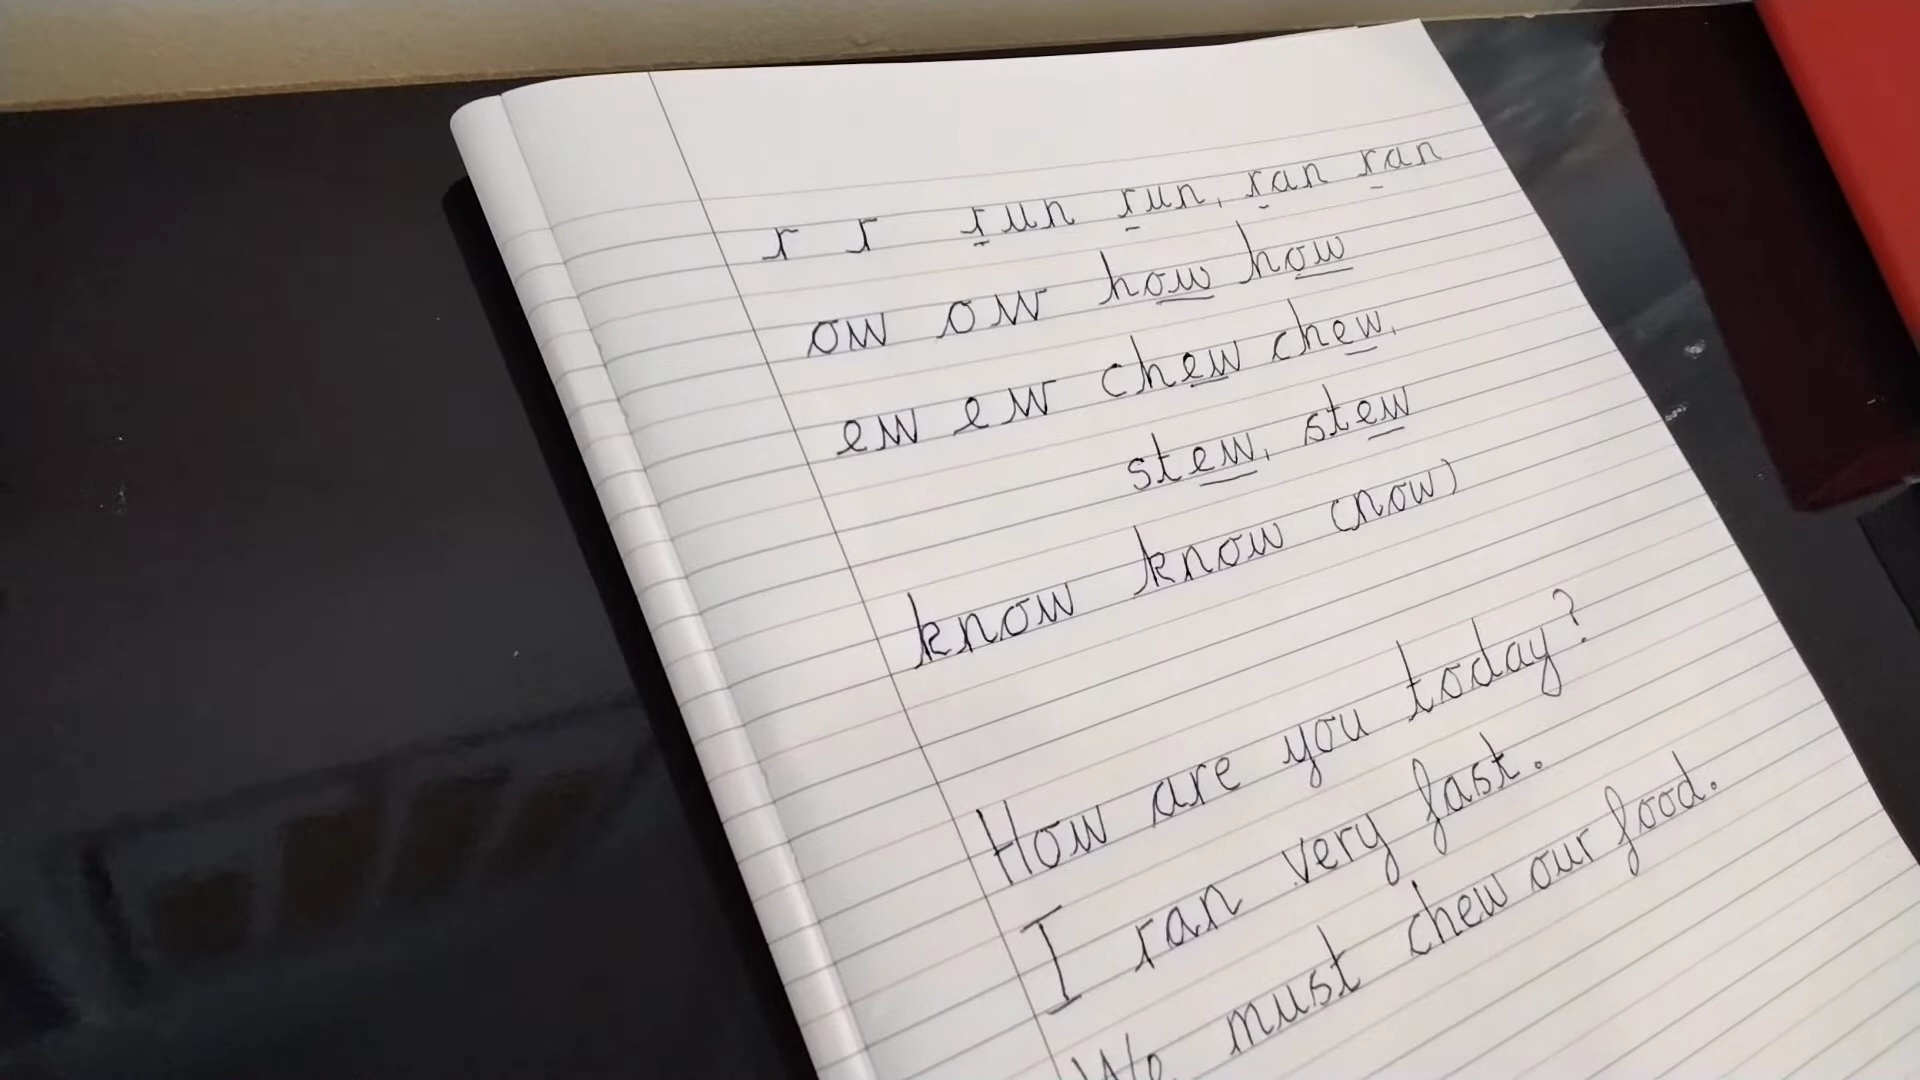 r r run run, ran ran
ow ow how how
ew ew chew chew,
stew, stew
know know (now)
How are you today?
I ran very fast.
We must chew our food.